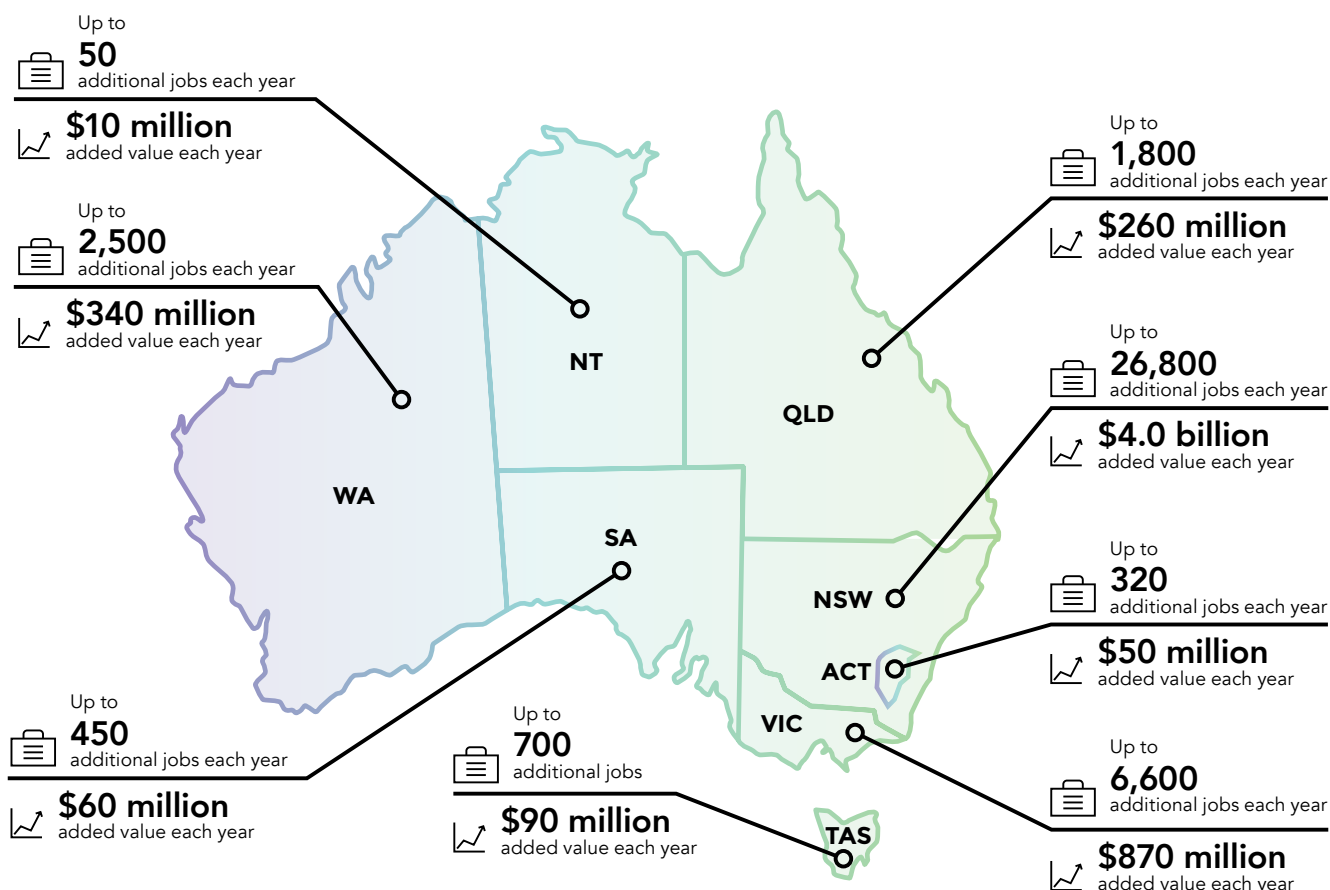 Up to
50
additional jobs each year
$10 million
added value each year
Up to
2,500
additional jobs each year
$340 million
added value each year
Up to
1,800
additional jobs each year
$260 million
added value each year
Up to
26,800
additional jobs each year
$4.0 billion
added value each year
Up to
320
additional jobs each year
$50 million
added value each year
Up to
6,600
additional jobs each year
$870 million
added value each year
Up to
450
additional jobs each year
$60 million
added value each year
Up to
700
additional jobs
$90 million
added value each year
NT
QLD
WA
SA
NSW
ACT
VIC
TAS